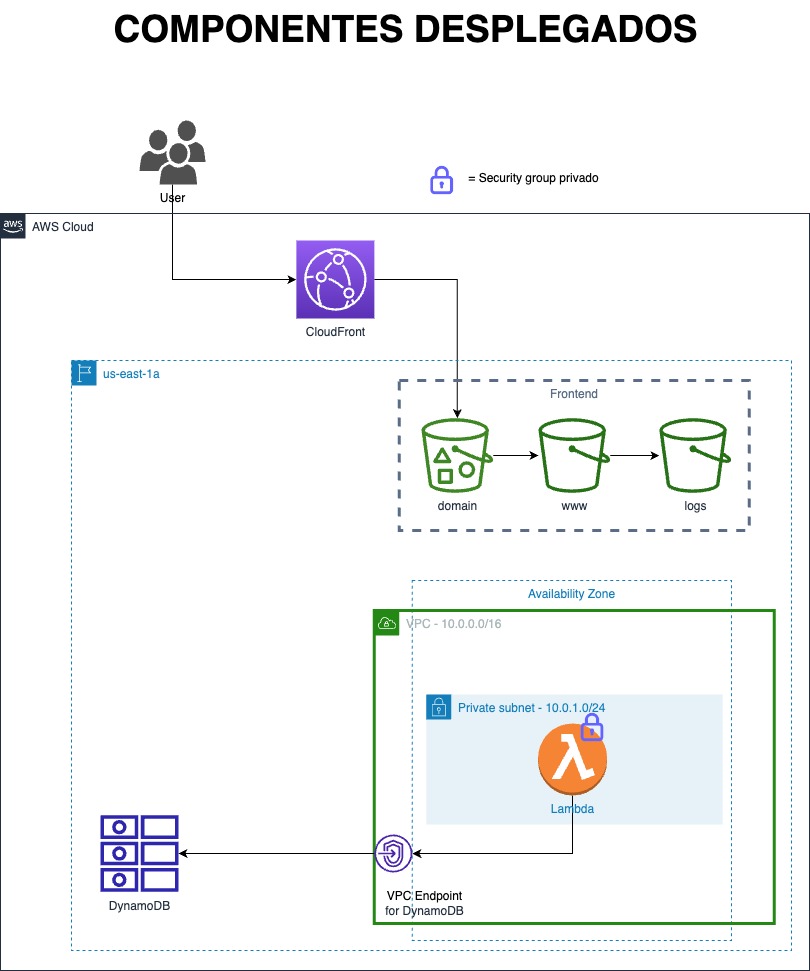 COMPONENTES DESPLEGADOS
User
= Security group privado
aws
AWS Cloud
CloudFront
us-east-1a
Frontend
domain
www
logs
Availability Zone
VPC - 10.0.0.0/16
Private subnet - 10.0.1.0/24
Lambda
DynamoDB
VPC Endpoint
for DynamoDB